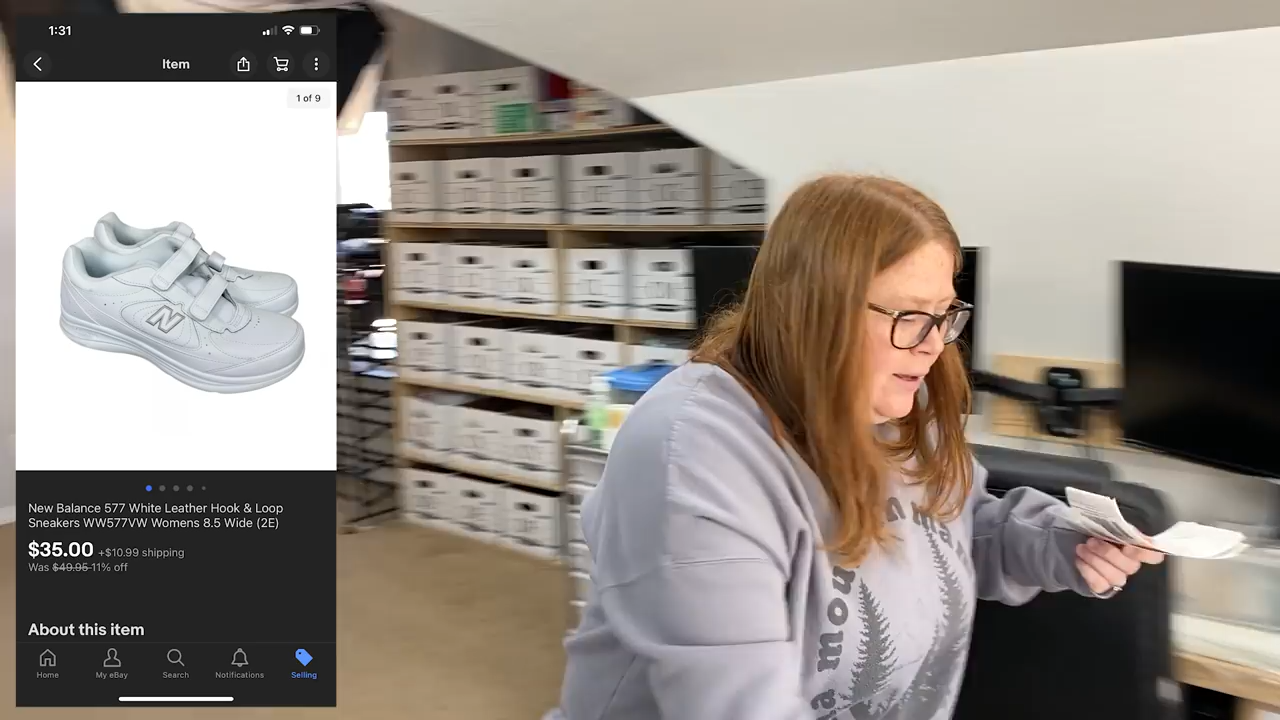 1:31
Item
1 of 9
N
New Balance 577 White Leather Hook & Loop
Sneakers WW577VW Womens 8.5 Wide (2E)
$35.00 +$10.99 shipping
Was $49.95 11% off
About this item
Home
My eBay
Search
Notifications
Selling
mou